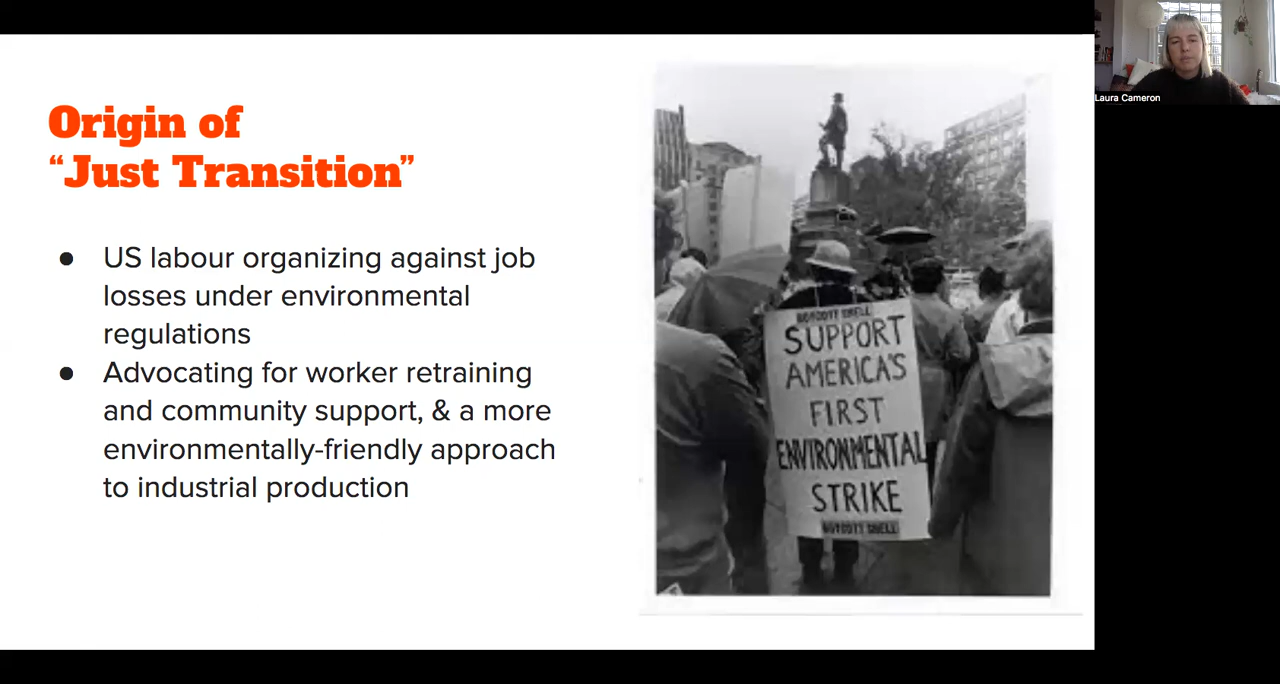 Origin of
“Just Transition”
● US labour organizing against job
losses under environmental
regulations
● Advocating for worker retraining
and community support, & a more
environmentally-friendly approach
to industrial production
BOYCOTT SHELL
SUPPORT
AMERICA'S
FIRST
ENVIRONMENTAL
STRIKE
BOYCOTT SHELL
Laura Cameron